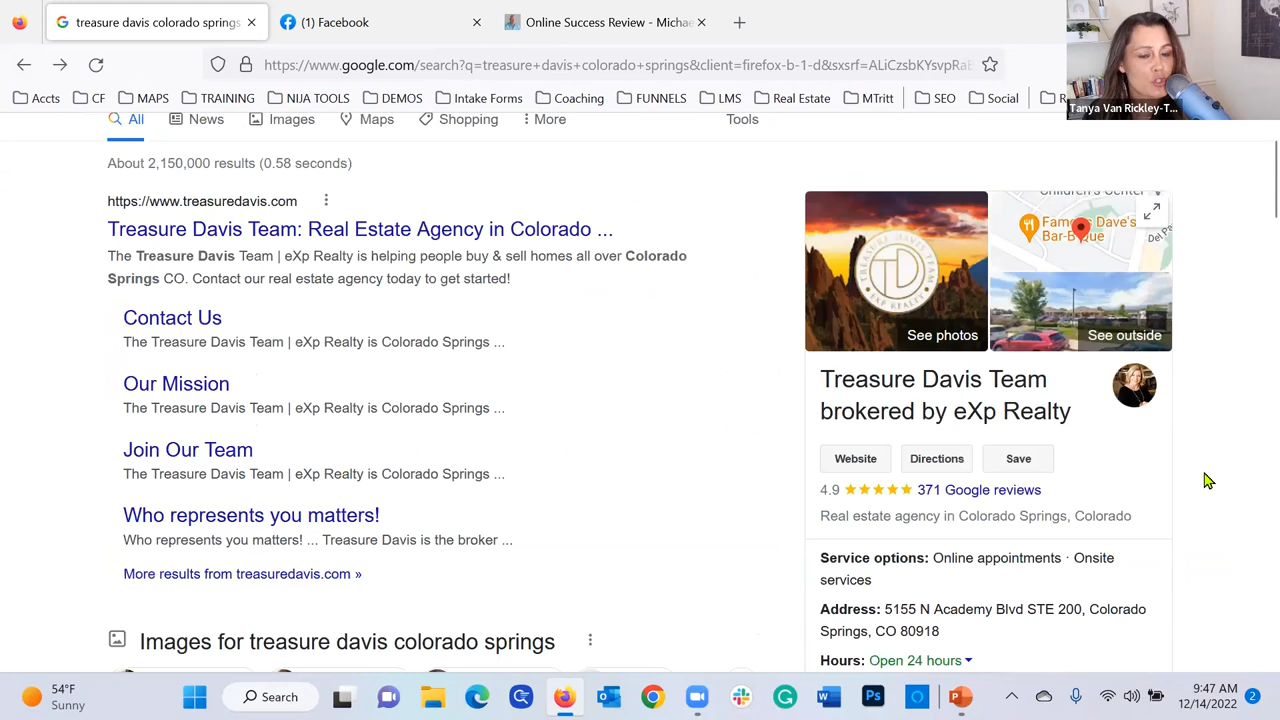 treasure davis colorado springs
(1) Facebook
Online Success Review - Micha
https://www.google.com/
treasure+davis+colorado+springs&client=firefox-b-1-d&sxsrf=
Accts
CF
MAPS
TRAINING
NIJA TOOLS
DEMOS
Intake Forms
Coaching
FUNNELS
LMS
Real Estate
MTritt
SEO
Social
Tanya Van Rickley-T...
All
News
Images
Maps
Shopping
More
Tools
About 2,150,000 results (0.58 seconds)
https://www.treasuredavis.com
Treasure Davis Team: Real Estate Agency in Colorado ...
The Treasure Davis Team | eXp Realty is helping people buy & sell homes all over Colorado
Springs CO. Contact our real estate agency today to get started!
Contact Us
The Treasure Davis Team | eXp Realty is Colorado Springs ...
Our Mission
The Treasure Davis Team | eXp Realty is Colorado Springs ...
Join Our Team
The Treasure Davis Team | eXp Realty is Colorado Springs ...
Who represents you matters!
Who represents you matters! ... Treasure Davis is the broker ...
More results from treasuredavis.com »
Images for treasure davis colorado springs
Children's Center
Famous Dave's
Bar-B-Que
TD
EXP REALTY
See photos
See outside
Treasure Davis Team
brokered by eXp Realty
Website
Directions
Save
4.9
371 Google reviews
Real estate agency in Colorado Springs, Colorado
Service options: Online appointments · Onsite
services
Address: 5155 N Academy Blvd STE 200, Colorado
Springs, CO 80918
Hours: Open 24 hours
54°F
Sunny
Search
9:47 AM
12/14/2022
2